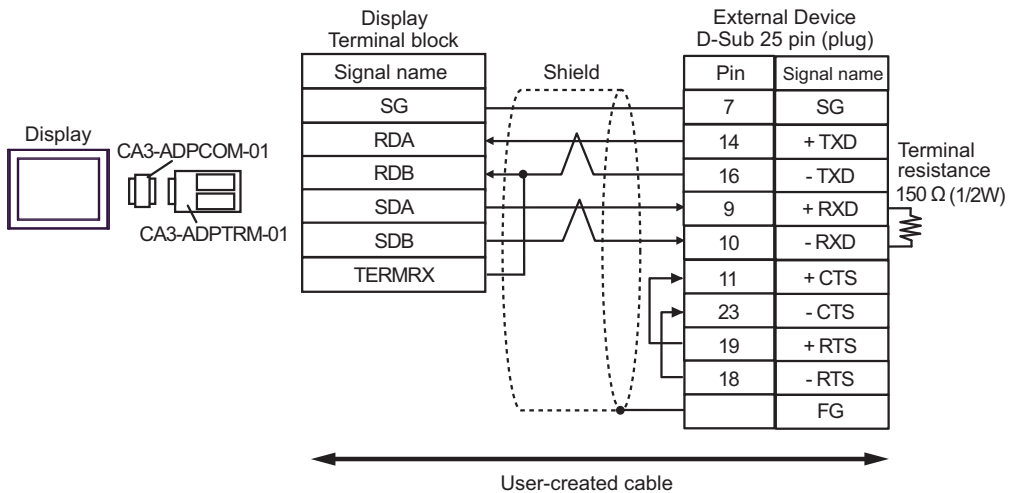 Display
Terminal block
External Device
D-Sub 25 pin (plug)
Signal name
Shield
Pin
Signal name
SG
7
SG
Display
CA3-ADPCOM-01
CA3-ADPTRM-01
RDA
14
+ TXD
RDB
16
- TXD
SDA
9
+ RXD
SDB
10
- RXD
TERMRX
11
+ CTS
23
- CTS
19
+ RTS
18
- RTS
FG
Terminal
resistance
150 Ω (1/2W)
User-created cable